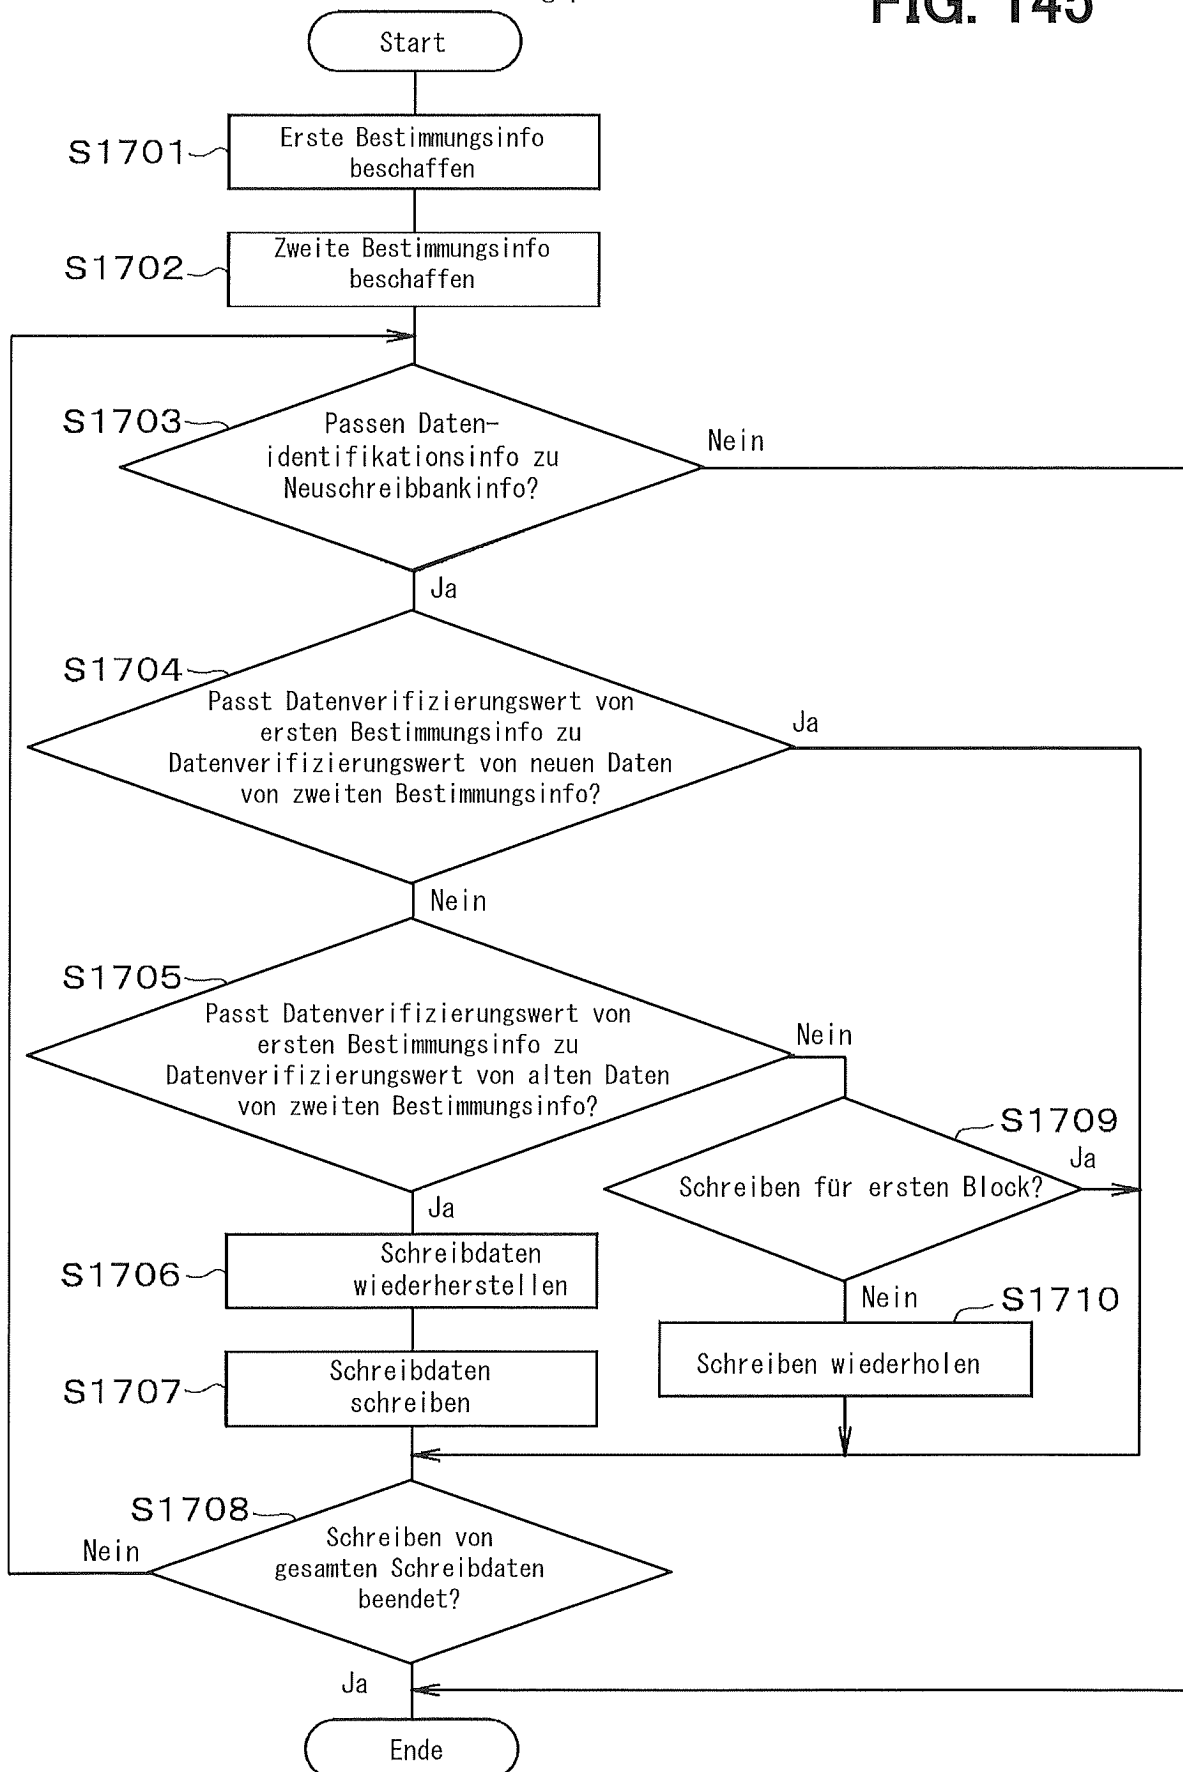 FIG. 145
Start
S1701
Erste Bestimmungsinfo
beschaffen
S1702
Zweite Bestimmungsinfo
beschaffen
S1703
Passen Daten-
identifikationsinfo zu
Neuschreibbankinfo?
Nein
Ja
S1704
Passt Datenverifizierungswert von
ersten Bestimmungsinfo zu
Datenverifizierungswert von neuen Daten
von zweiten Bestimmungsinfo?
Ja
Nein
S1705
Passt Datenverifizierungswert von
ersten Bestimmungsinfo zu
Datenverifizierungswert von alten Daten
von zweiten Bestimmungsinfo?
Nein
S1709
Schreiben für ersten Block?
Ja
Ja
S1706
Schreibdaten
wiederherstellen
Nein
S1710
Schreiben wiederholen
S1707
Schreibdaten
schreiben
S1708
Schreiben von
gesamten Schreibdaten
beendet?
Nein
Ja
Ende